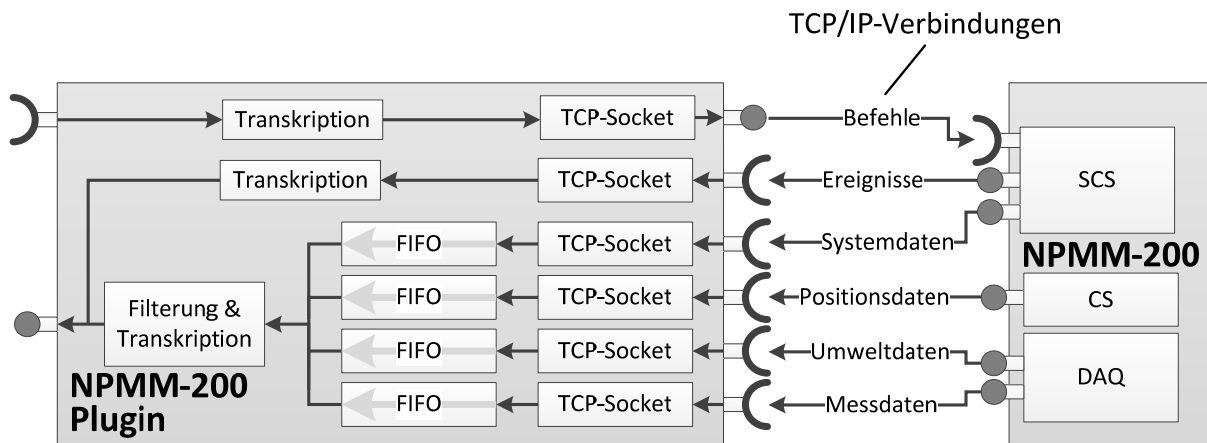 TCP/IP-Verbindungen
Transkription
TCP-Socket
Befehle
Transkription
TCP-Socket
Ereignisse
SCS
FIFO
TCP-Socket
Systemdaten
NPMM-200
FIFO
TCP-Socket
Positionsdaten
CS
Filterung &
Transkription
FIFO
TCP-Socket
Umweltdaten
DAQ
NPMM-200
Plugin
FIFO
TCP-Socket
Messdaten